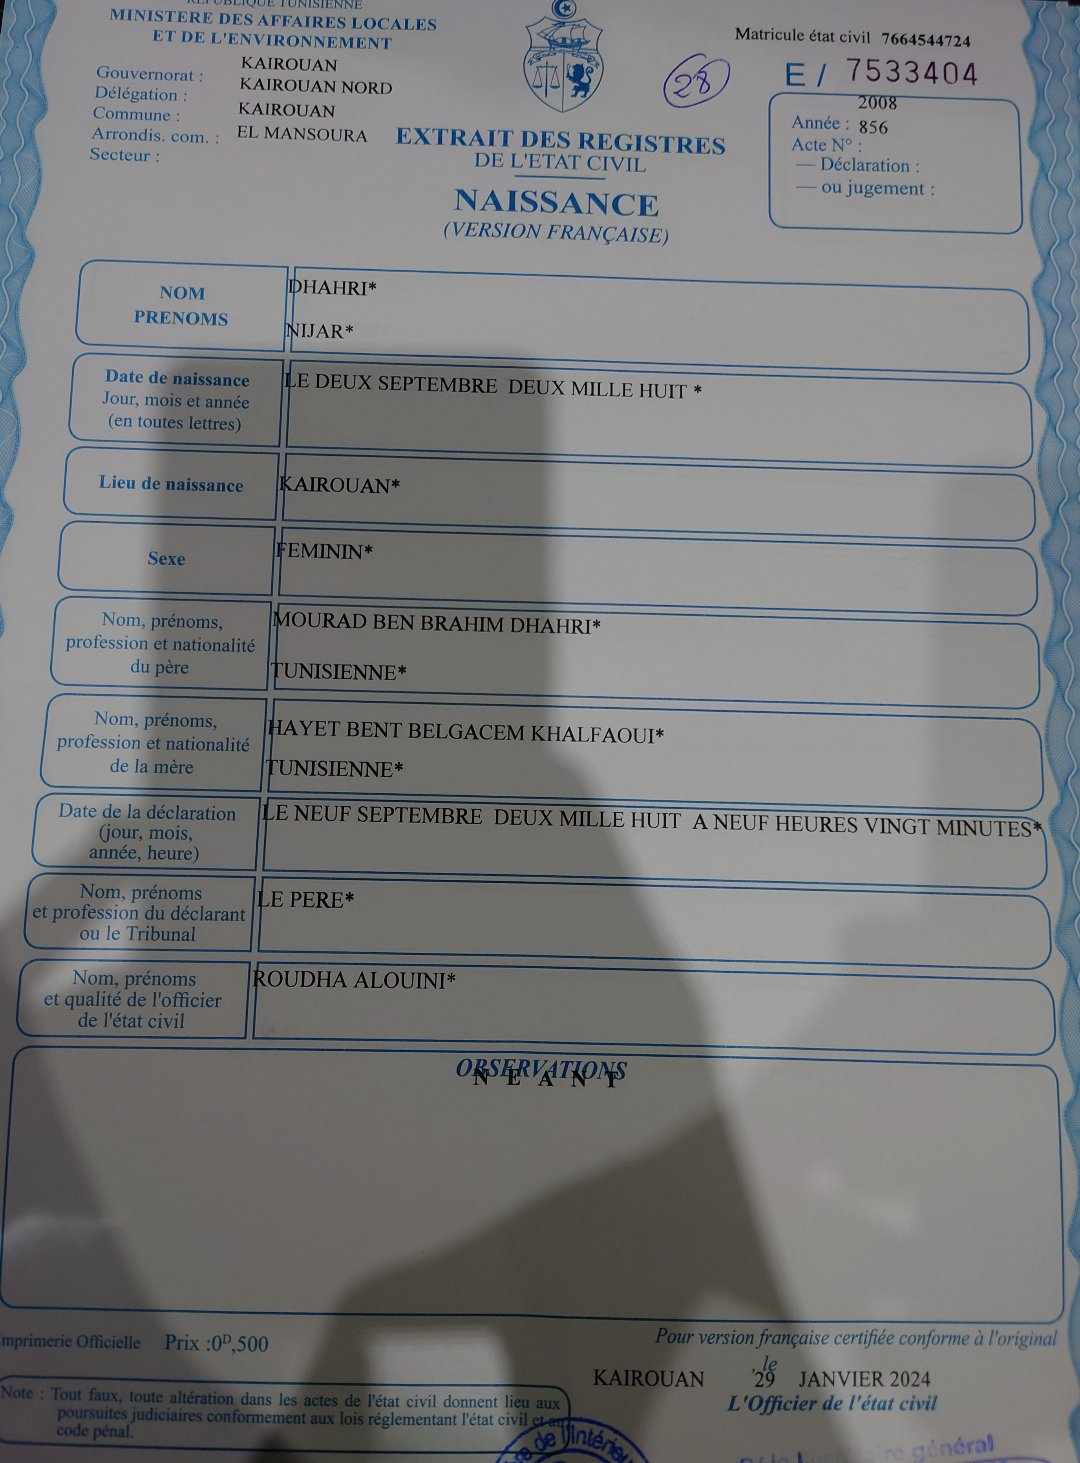 REPUBLIQUE TUNISIENNE
MINISTERE DES AFFAIRES LOCALES
ET DE L'ENVIRONNEMENT
Gouvernorat : KAIROUAN
Délégation : KAIROUAN NORD
Commune : KAIROUAN
Arrondis. com. : EL MANSOURA
Secteur :
Matricule état civil 7664544724
28
E / 7533404
2008
Année : 856
Acte N° :
— Déclaration :
— ou jugement :
EXTRAIT DES REGISTRES
DE L'ETAT CIVIL
NAISSANCE
(VERSION FRANÇAISE)
NOM DHAHRI*
PRENOMS NIJAR*
Date de naissance LE DEUX SEPTEMBRE DEUX MILLE HUIT *
Jour, mois et année
(en toutes lettres)
Lieu de naissance KAIROUAN*
Sexe FEMININ*
Nom, prénoms, MOURAD BEN BRAHIM DHAHRI*
profession et nationalité
du père TUNISIENNE*
Nom, prénoms, HAYET BENT BELGACEM KHALFAOUI*
profession et nationalité
de la mère TUNISIENNE*
Date de la déclaration LE NEUF SEPTEMBRE DEUX MILLE HUIT A NEUF HEURES VINGT MINUTES*
(jour, mois,
année, heure)
Nom, prénoms LE PERE*
et profession du déclarant
ou le Tribunal
Nom, prénoms ROUDHA ALOUINI*
et qualité de l'officier
de l'état civil
OBSERVATIONS
N E A N T
Imprimerie Officielle Prix :0ᴰ,500
Pour version française certifiée conforme à l'original
le
KAIROUAN 29 JANVIER 2024
L'Officier de l'état civil
Note : Tout faux, toute altération dans les actes de l'état civil donnent lieu aux
poursuites judiciaires conformement aux lois réglementant l'état civil et au
code pénal.
de l'Intérieur
général